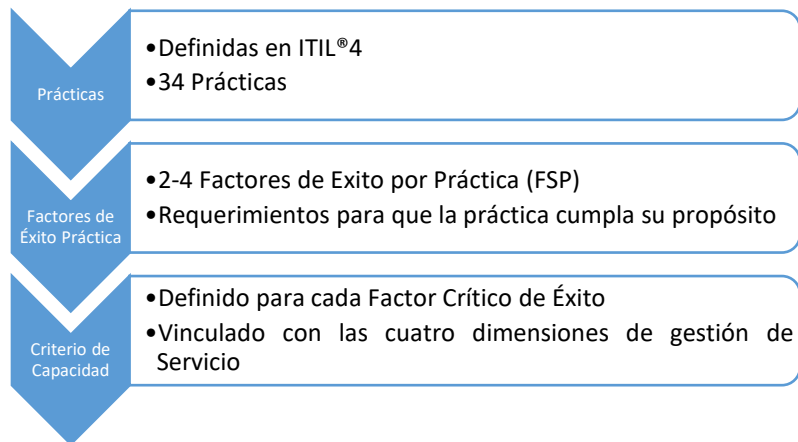 Prácticas
•Definidas en ITIL®4
•34 Prácticas
Factores de
Éxito Práctica
•2-4 Factores de Exito por Práctica (FSP)
•Requerimientos para que la práctica cumpla su propósito
Criterio de
Capacidad
•Definido para cada Factor Crítico de Éxito
•Vinculado con las cuatro dimensiones de gestión de
Servicio